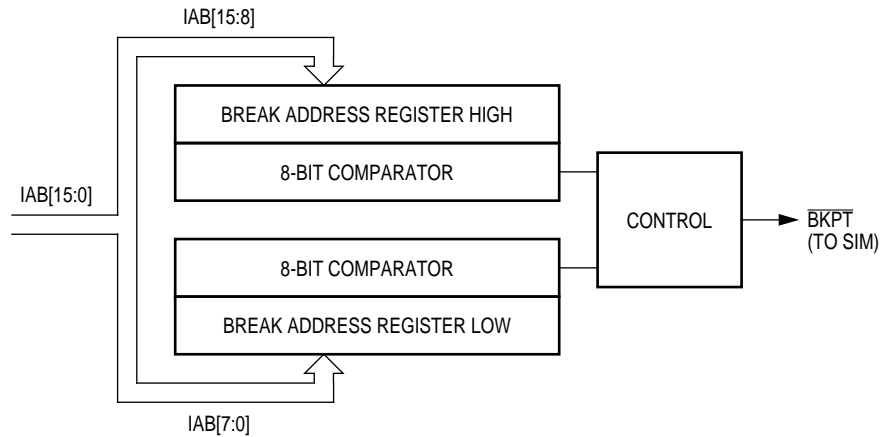 IAB[15:8]
BREAK ADDRESS REGISTER HIGH
8-BIT COMPARATOR
IAB[15:0]
CONTROL
BKPT
(TO SIM)
8-BIT COMPARATOR
BREAK ADDRESS REGISTER LOW
IAB[7:0]